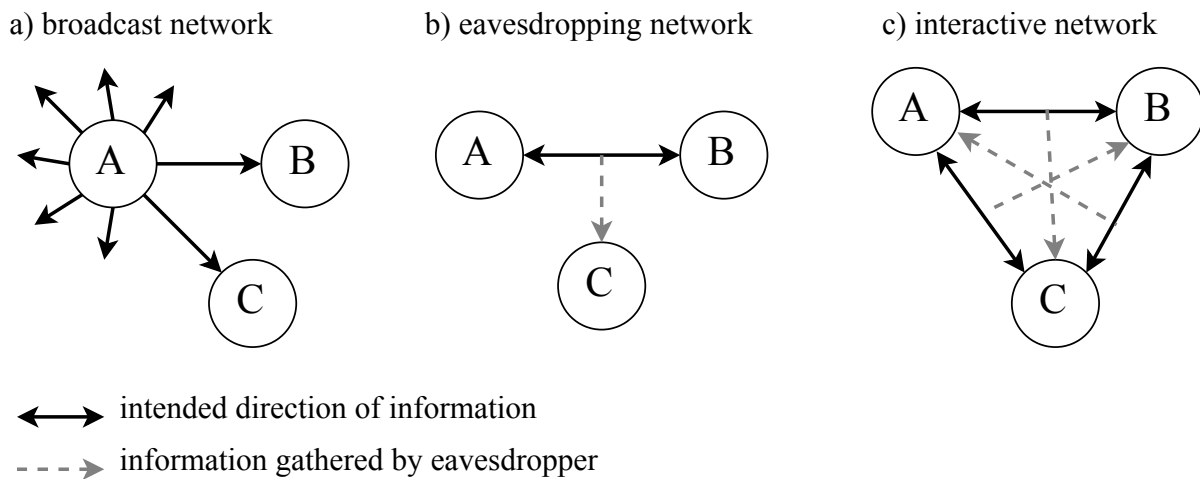 a) broadcast network
b) eavesdropping network
c) interactive network
A
B
C
A
B
C
A
B
C
intended direction of information
information gathered by eavesdropper